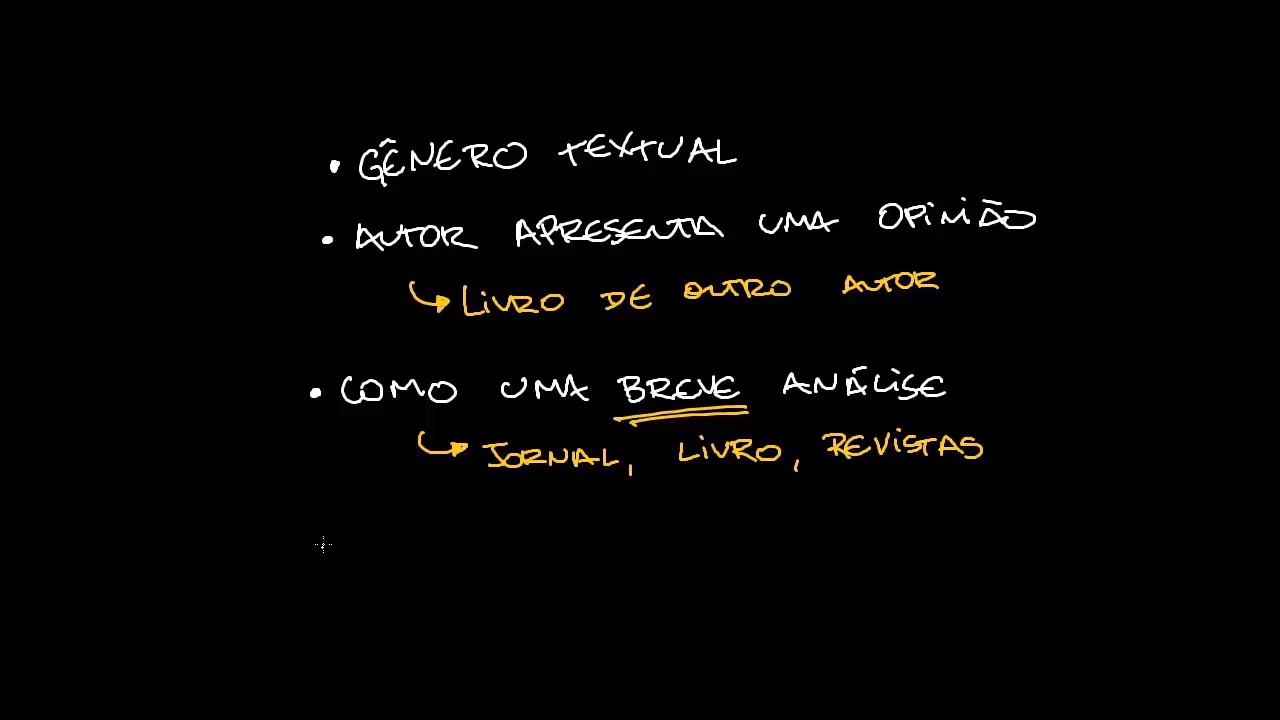 • GÊNERO TEXTUAL
• AUTOR APRESENTA UMA OPINIÃO
LIVRO DE OUTRO AUTOR
• COMO UMA BREVE ANÁLISE
JORNAL, LIVRO, REVISTAS